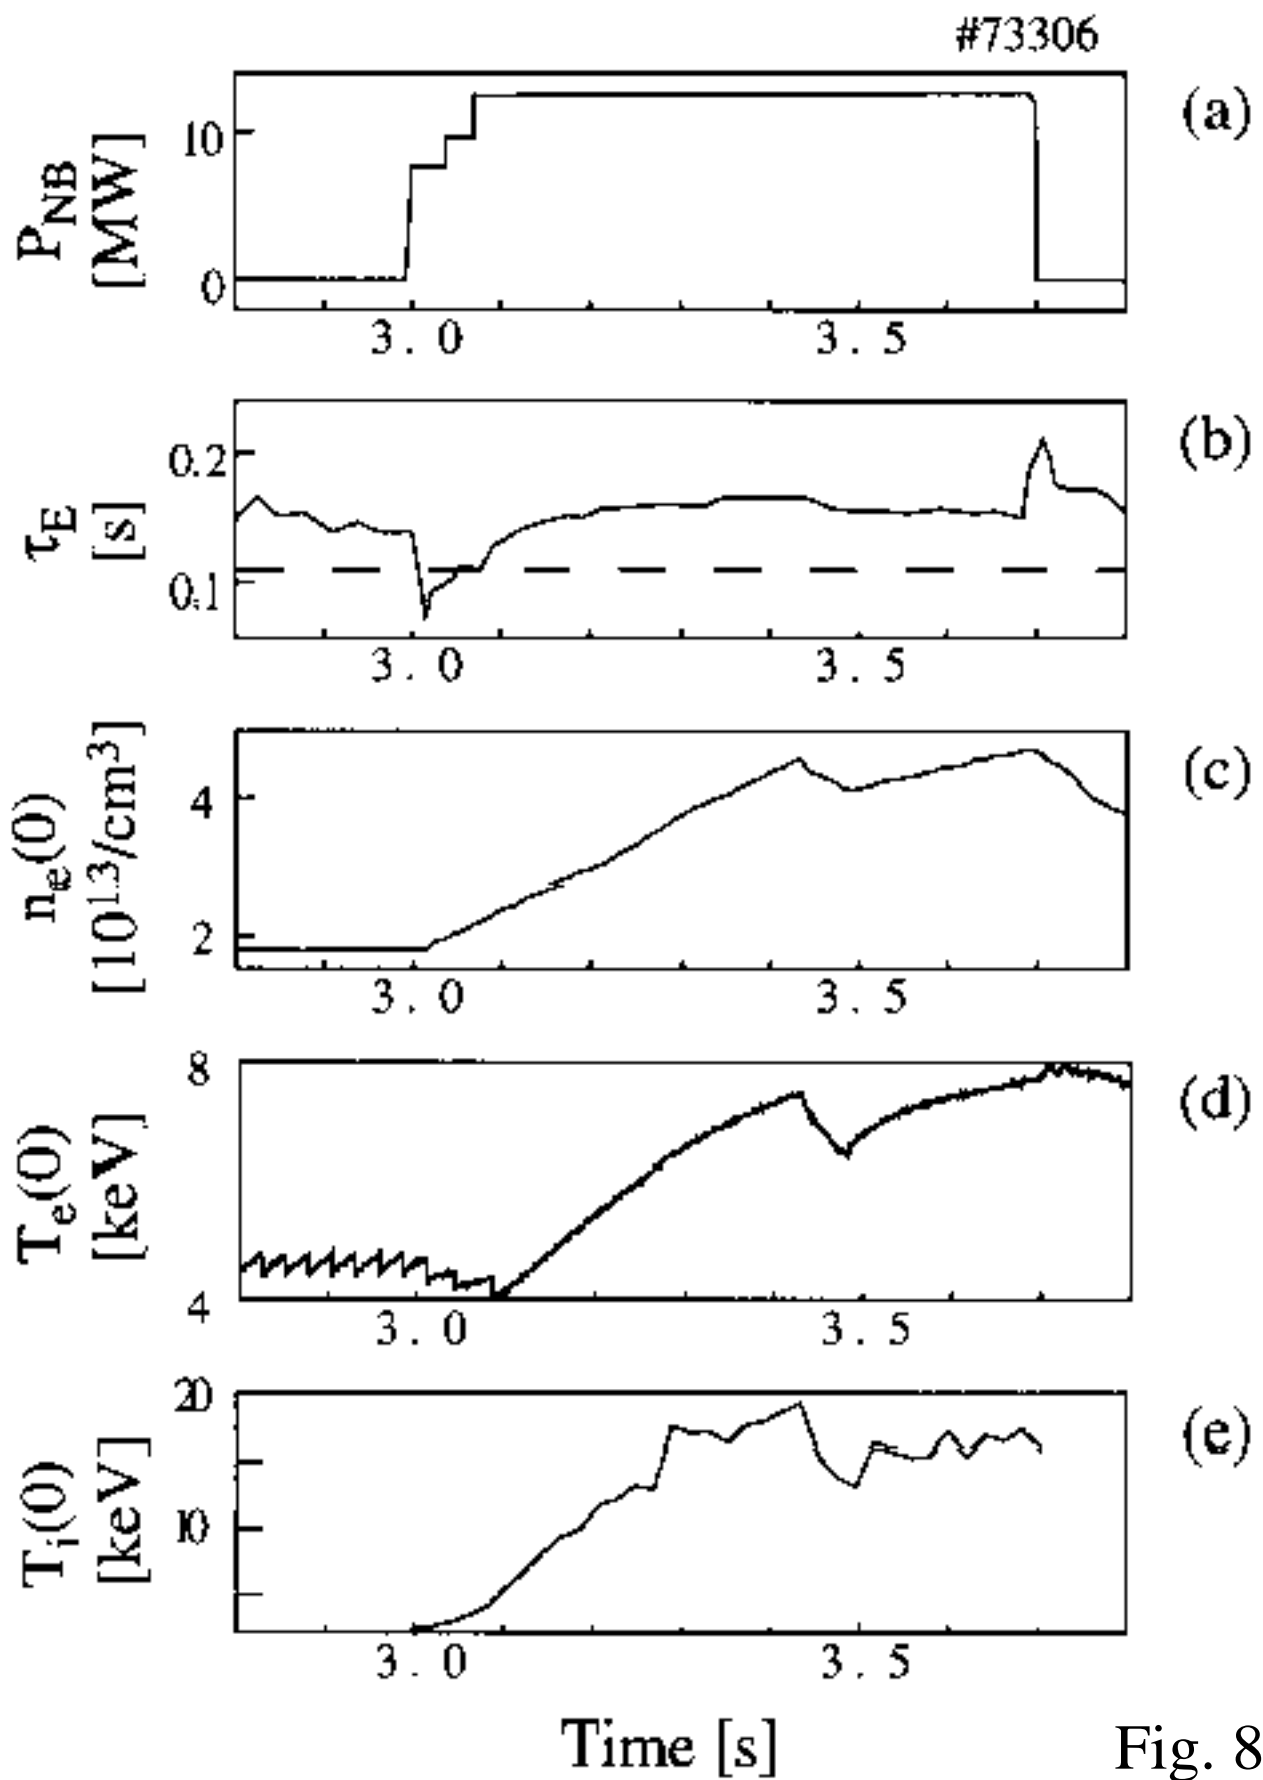 #73306
(a)
P_NB [MW]
10
0
3.0 3.5
(b)
τ_E [s]
0.2
0.1
3.0 3.5
(c)
n_e(0) [10^13/cm^3]
4
2
3.0 3.5
(d)
T_e(0) [keV]
8
4
3.0 3.5
(e)
T_i(0) [keV]
20
10
3.0 3.5
Time [s]
Fig. 8